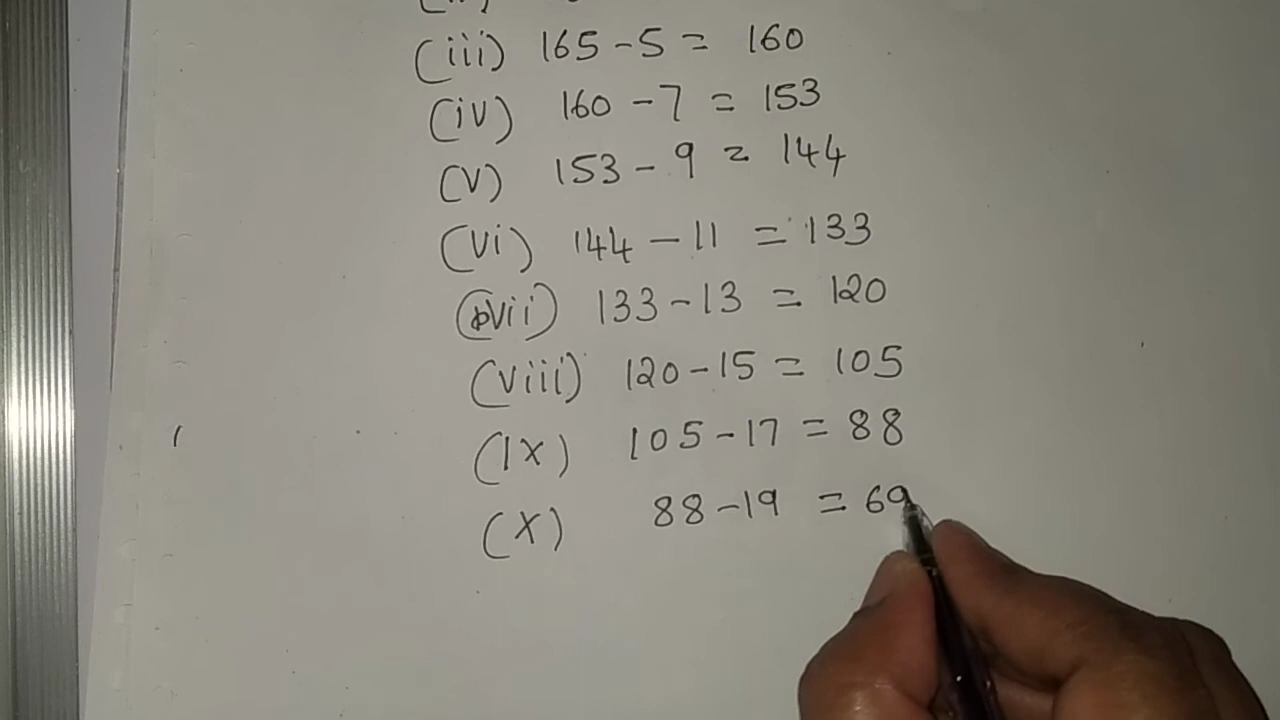 (iii) 165 - 5 = 160
(iv) 160 - 7 = 153
(v) 153 - 9 = 144
(vi) 144 - 11 = 133
(vii) 133 - 13 = 120
(viii) 120 - 15 = 105
(ix) 105 - 17 = 88
(x) 88 - 19 = 69